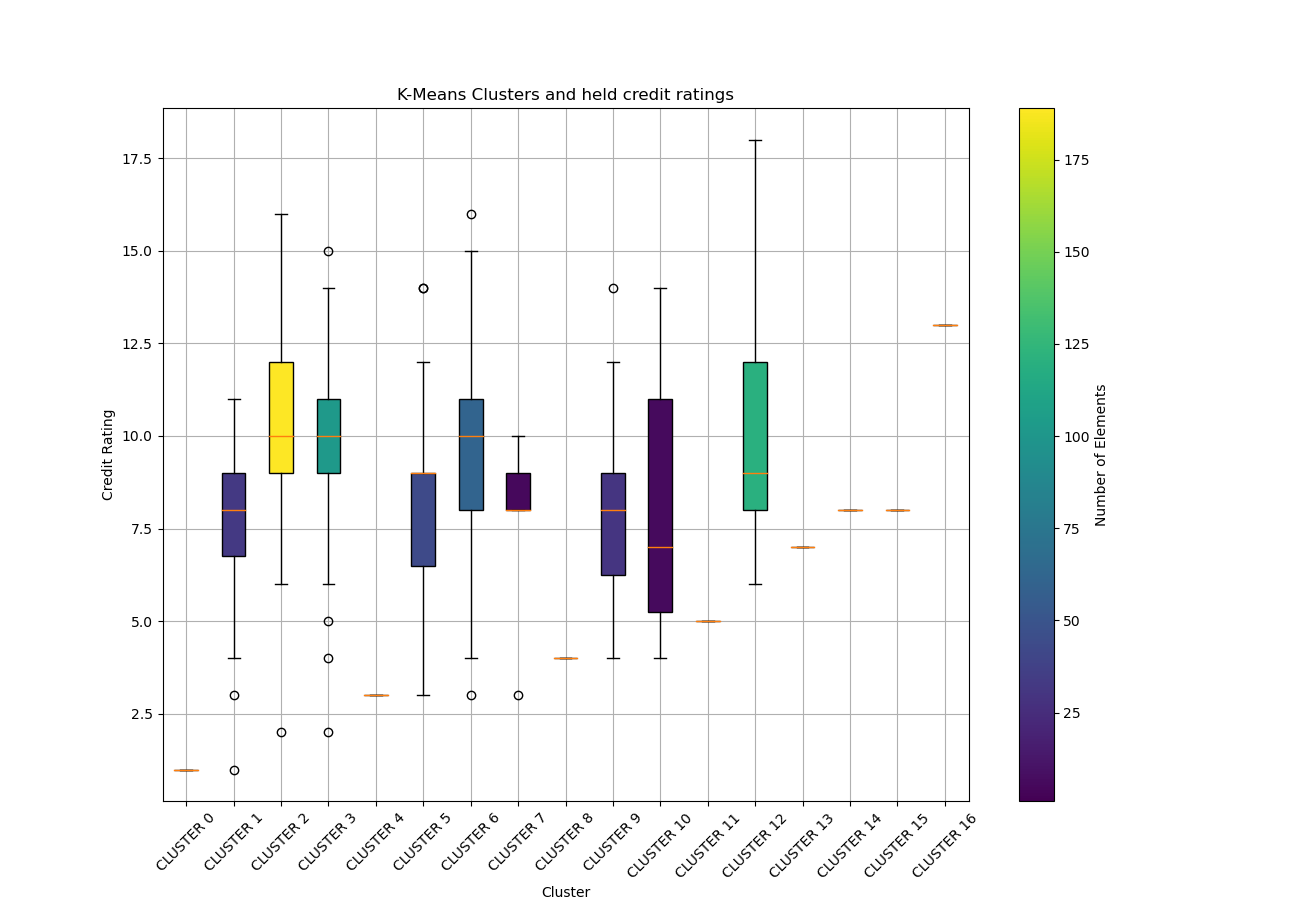 K-Means Clusters and held credit ratings
17.5
15.0
12.5
10.0
7.5
5.0
2.5
Credit Rating
CLUSTER 0
CLUSTER 1
CLUSTER 2
CLUSTER 3
CLUSTER 4
CLUSTER 5
CLUSTER 6
CLUSTER 7
CLUSTER 8
CLUSTER 9
CLUSTER 10
CLUSTER 11
CLUSTER 12
CLUSTER 13
CLUSTER 14
CLUSTER 15
CLUSTER 16
Cluster
175
150
125
100
75
50
25
Number of Elements